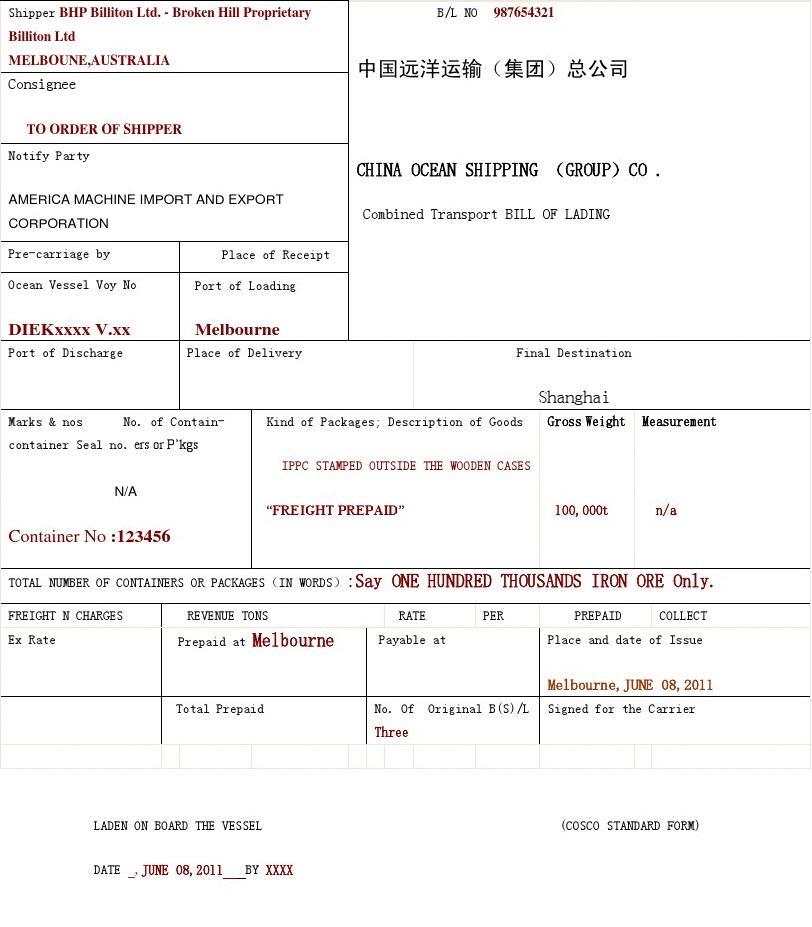 Shipper BHP Billiton Ltd. - Broken Hill Proprietary
Billiton Ltd
MELBOUNE,AUSTRALIA
B/L NO 987654321
中国远洋运输（集团）总公司
Consignee
TO ORDER OF SHIPPER
Notify Party
AMERICA MACHINE IMPORT AND EXPORT
CORPORATION
CHINA OCEAN SHIPPING （GROUP）CO .
Combined Transport BILL OF LADING
Pre-carriage by
Place of Receipt
Ocean Vessel Voy No
Port of Loading
DIEKxxxx V.xx
Melbourne
Port of Discharge
Place of Delivery
Final Destination
Shanghai
Marks & nos No. of Contain-
container Seal no. ers or P'kgs
N/A
Container No :123456
Kind of Packages; Description of Goods
IPPC STAMPED OUTSIDE THE WOODEN CASES
“FREIGHT PREPAID”
Gross Weight
100,000t
Measurement
n/a
TOTAL NUMBER OF CONTAINERS OR PACKAGES（IN WORDS）:Say ONE HUNDRED THOUSANDS IRON ORE Only.
FREIGHT N CHARGES REVENUE TONS RATE PER PREPAID COLLECT
Ex Rate
Prepaid at Melbourne
Payable at
Place and date of Issue
Melbourne,JUNE 08,2011
Total Prepaid
No. Of Original B(S)/L
Three
Signed for the Carrier
LADEN ON BOARD THE VESSEL
(COSCO STANDARD FORM)
DATE _,JUNE 08,2011___BY XXXX